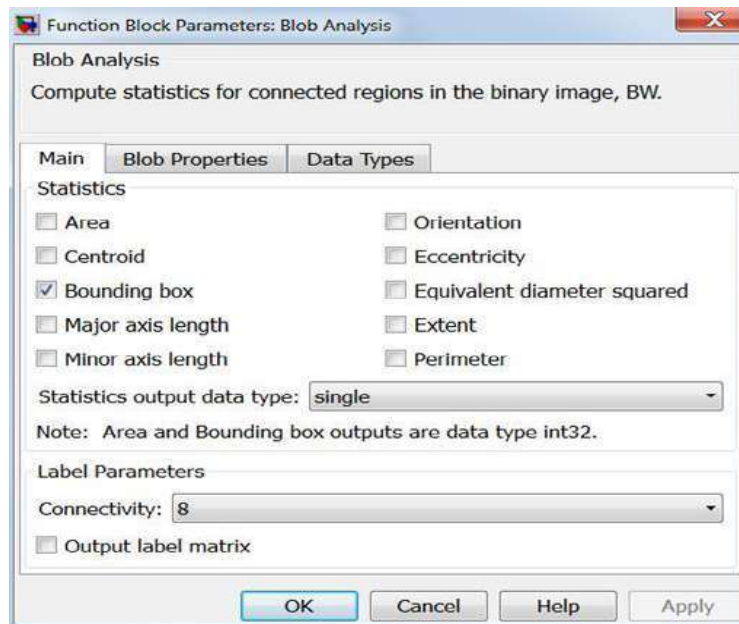 Function Block Parameters: Blob Analysis
Blob Analysis
Compute statistics for connected regions in the binary image, BW.
Main Blob Properties Data Types
Statistics
Area Orientation
Centroid Eccentricity
Bounding box Equivalent diameter squared
Major axis length Extent
Minor axis length Perimeter
Statistics output data type: single
Note: Area and Bounding box outputs are data type int32.
Label Parameters
Connectivity: 8
Output label matrix
OK Cancel Help Apply